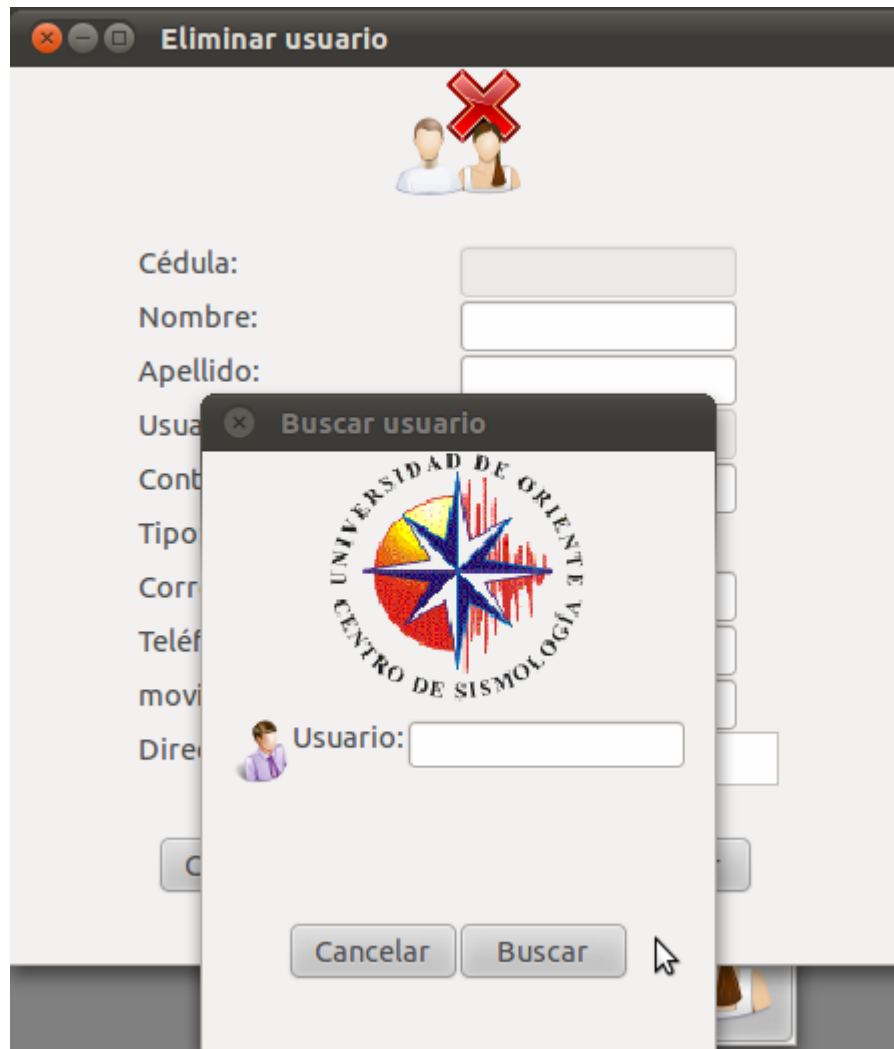 Eliminar usuario
Cédula:
Nombre:
Apellido:
Usua
Cont
Tipo
Corr
Teléf
movi
Dire
Buscar usuario
UNIVERSIDAD DE ORIENTE
CENTRO DE SISMOLOGÍA
Usuario:
Cancelar Buscar